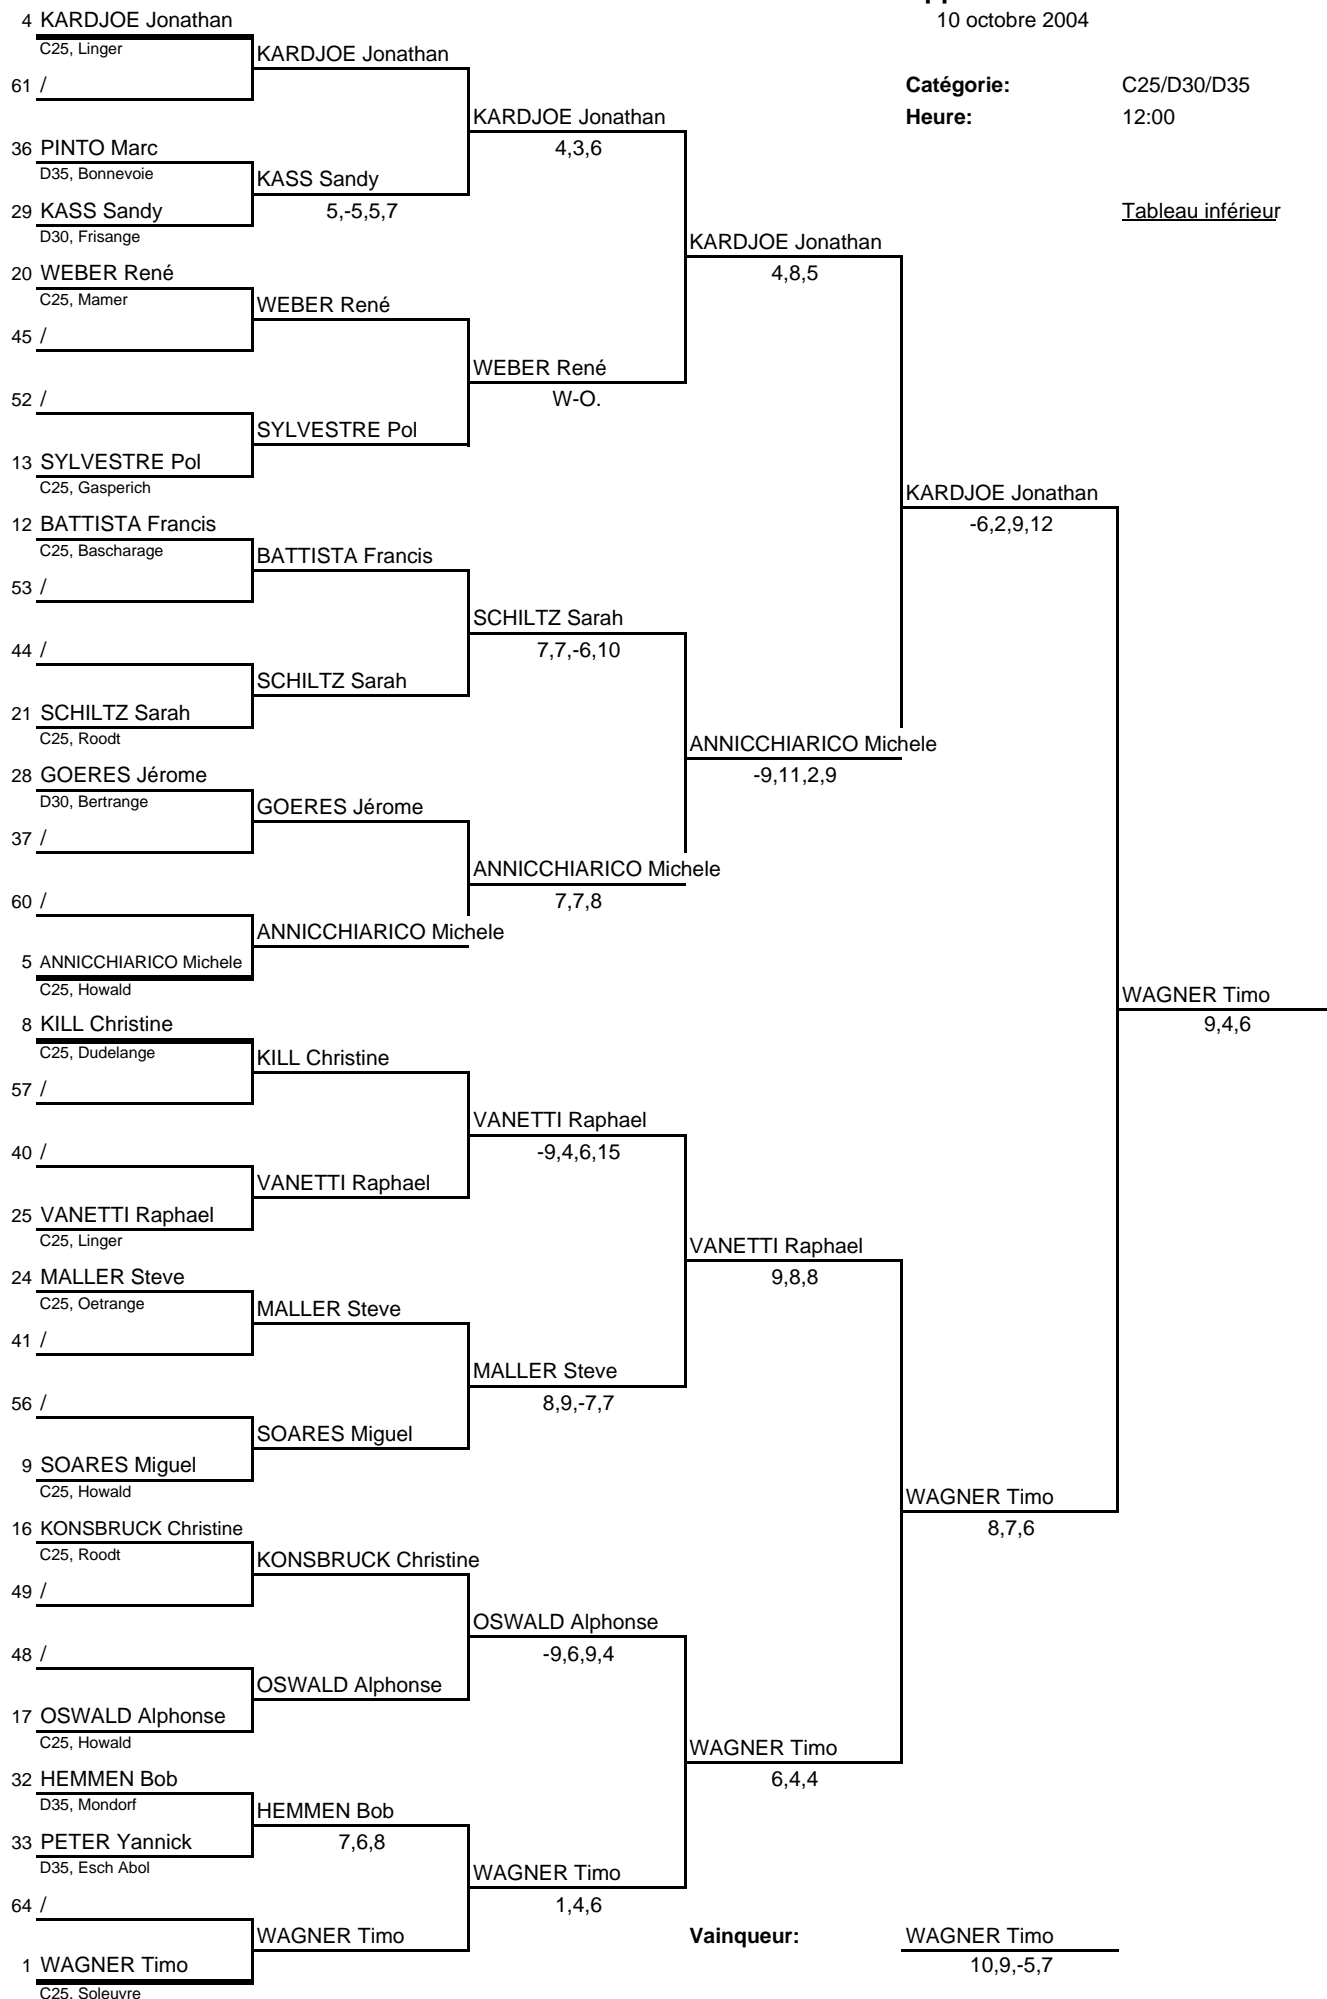 4 KARDJOE Jonathan
10 octobre 2004
C25, Linger
KARDJOE Jonathan
61 /
Catégorie: C25/D30/D35
KARDJOE Jonathan
Heure: 12:00
36 PINTO Marc
4,3,6
D35, Bonnevoie
KASS Sandy
29 KASS Sandy
5,-5,5,7
Tableau inférieur
D30, Frisange
KARDJOE Jonathan
20 WEBER René
4,8,5
C25, Mamer
WEBER René
45 /
WEBER René
52 /
W-O.
SYLVESTRE Pol
13 SYLVESTRE Pol
C25, Gasperich
KARDJOE Jonathan
12 BATTISTA Francis
-6,2,9,12
C25, Bascharage
BATTISTA Francis
53 /
SCHILTZ Sarah
44 /
7,7,-6,10
SCHILTZ Sarah
21 SCHILTZ Sarah
C25, Roodt
ANNICCHIARICO Michele
28 GOERES Jérome
-9,11,2,9
D30, Bertrange
GOERES Jérome
37 /
ANNICCHIARICO Michele
60 /
7,7,8
ANNICCHIARICO Michele
5 ANNICCHIARICO Michele
C25, Howald
WAGNER Timo
8 KILL Christine
9,4,6
C25, Dudelange
KILL Christine
57 /
VANETTI Raphael
40 /
-9,4,6,15
VANETTI Raphael
25 VANETTI Raphael
C25, Linger
VANETTI Raphael
24 MALLER Steve
9,8,8
C25, Oetrange
MALLER Steve
41 /
MALLER Steve
56 /
8,9,-7,7
SOARES Miguel
9 SOARES Miguel
C25, Howald
WAGNER Timo
16 KONSBRUCK Christine
8,7,6
C25, Roodt
KONSBRUCK Christine
49 /
OSWALD Alphonse
48 /
-9,6,9,4
OSWALD Alphonse
17 OSWALD Alphonse
C25, Howald
WAGNER Timo
32 HEMMEN Bob
6,4,4
D35, Mondorf
HEMMEN Bob
33 PETER Yannick
7,6,8
D35, Esch Abol
WAGNER Timo
64 /
1,4,6
WAGNER Timo
Vainqueur: WAGNER Timo
1 WAGNER Timo
10,9,-5,7
C25, Soleuvre